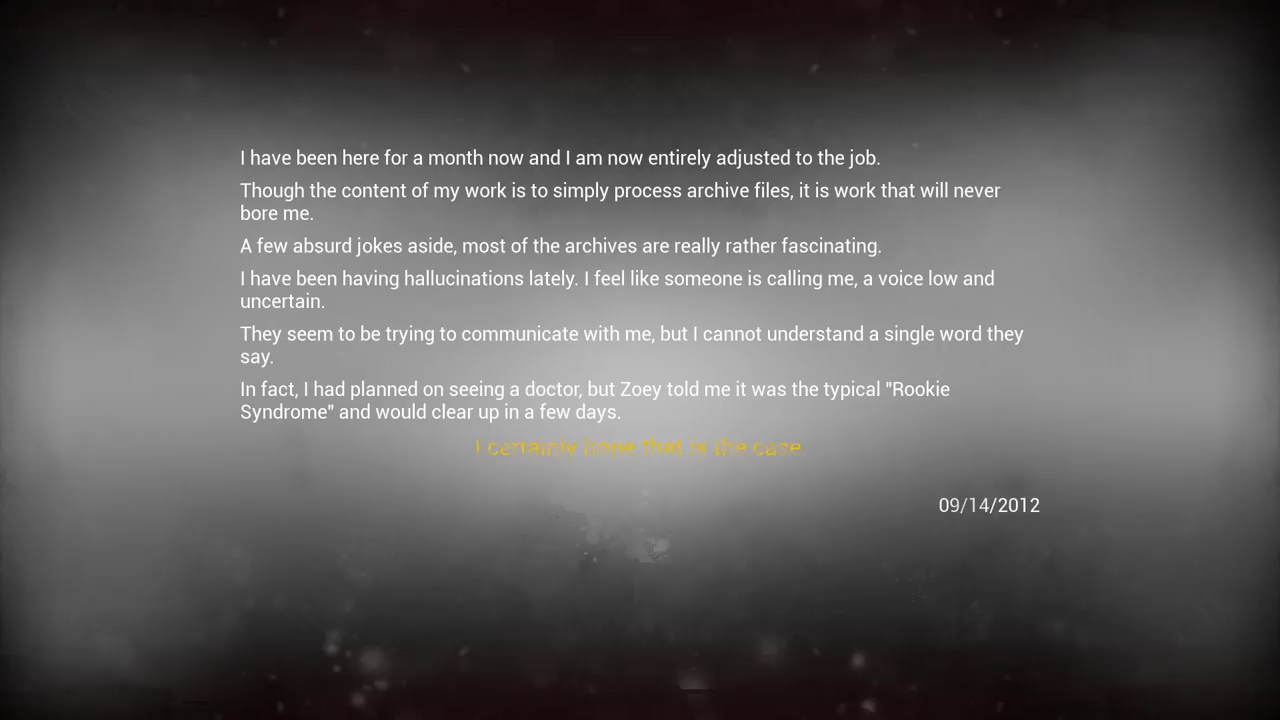 I have been here for a month now and I am now entirely adjusted to the job.
Though the content of my work is to simply process archive files, it is work that will never
bore me.
A few absurd jokes aside, most of the archives are really rather fascinating.
I have been having hallucinations lately. I feel like someone is calling me, a voice low and
uncertain.
They seem to be trying to communicate with me, but I cannot understand a single word they
say.
In fact, I had planned on seeing a doctor, but Zoey told me it was the typical "Rookie
Syndrome" and would clear up in a few days.
I certainly hope that is the case.
09/14/2012